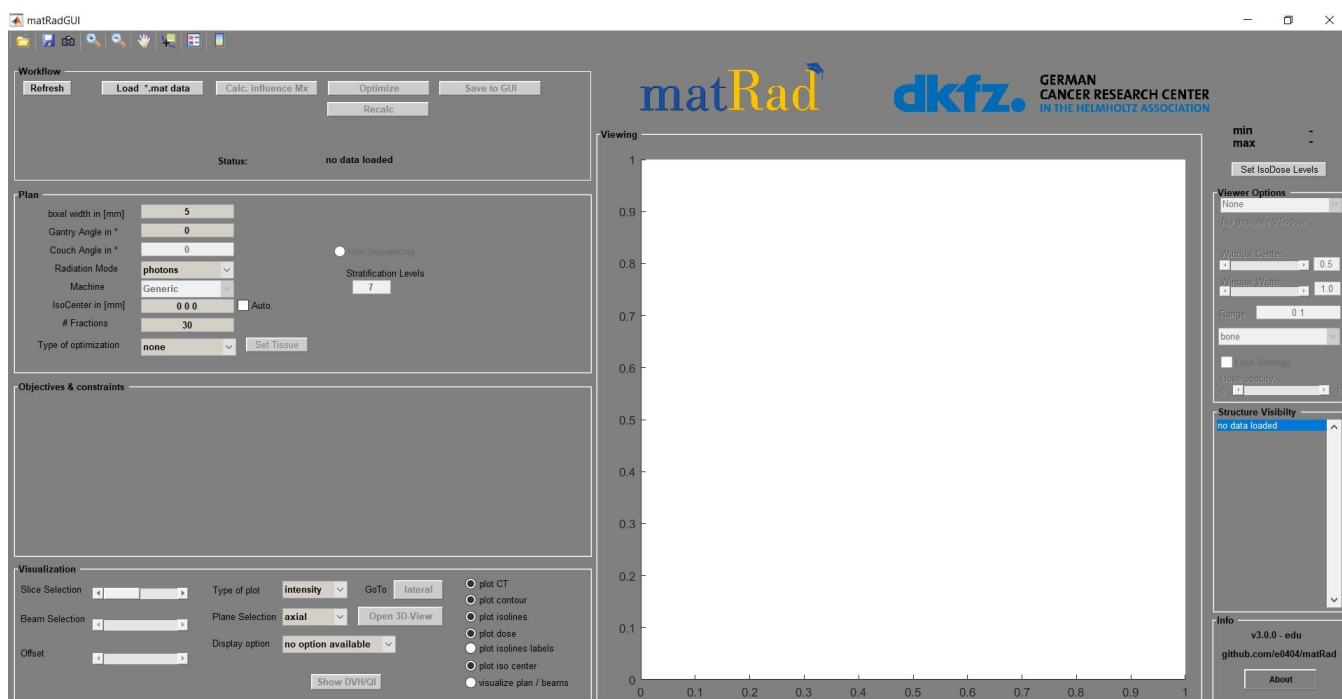 matRadGUI
Workflow
Refresh
Load *.mat data
Calc. influence Mx
Optimize
Save to GUI
Recalc
Status:
no data loaded
Plan
bixel width in [mm]
5
Gantry Angle in °
0
Couch Angle in °
0
Radiation Mode
photons
Machine
Generic
IsoCenter in [mm]
0 0 0
Auto.
# Fractions
30
Type of optimization
none
Set Tissue
Run Sequencing
Stratification Levels
7
Objectives & constraints
Visualization
Slice Selection
Beam Selection
Offset
Type of plot
intensity
GoTo
lateral
Plane Selection
axial
Open 3D-View
Display option
no option available
Show DVH/QI
plot CT
plot contour
plot isolines
plot dose
plot isolines labels
plot iso center
visualize plan / beams
matRad
dkfz.
GERMAN
CANCER RESEARCH CENTER
IN THE HELMHOLTZ ASSOCIATION
Viewing
1
0.9
0.8
0.7
0.6
0.5
0.4
0.3
0.2
0.1
0
0 0.1 0.2 0.3 0.4 0.5 0.6 0.7 0.8 0.9 1
min -
max -
Set IsoDose Levels
Viewer Options
None
No available Window
Window Center:
0.5
Window Width:
1.0
Range:
0 1
bone
Lock Settings
Dose opacity:
0 1
Structure Visibilty
no data loaded
Info
v3.0.0 - edu
github.com/e0404/matRad
About